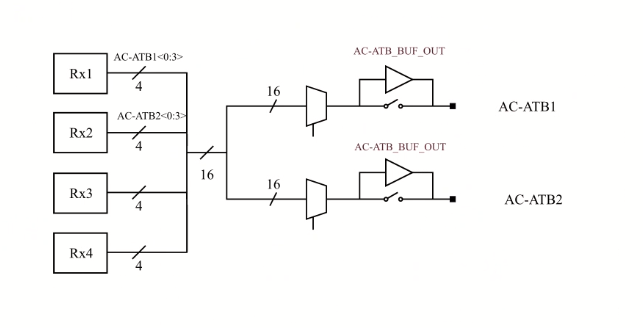 AC-ATB1<0:3>
Rx1
4
AC-ATB2<0:3>
Rx2
4
Rx3
4
Rx4
4
16
16
AC-ATB_BUF_OUT
AC-ATB1
16
AC-ATB_BUF_OUT
AC-ATB2